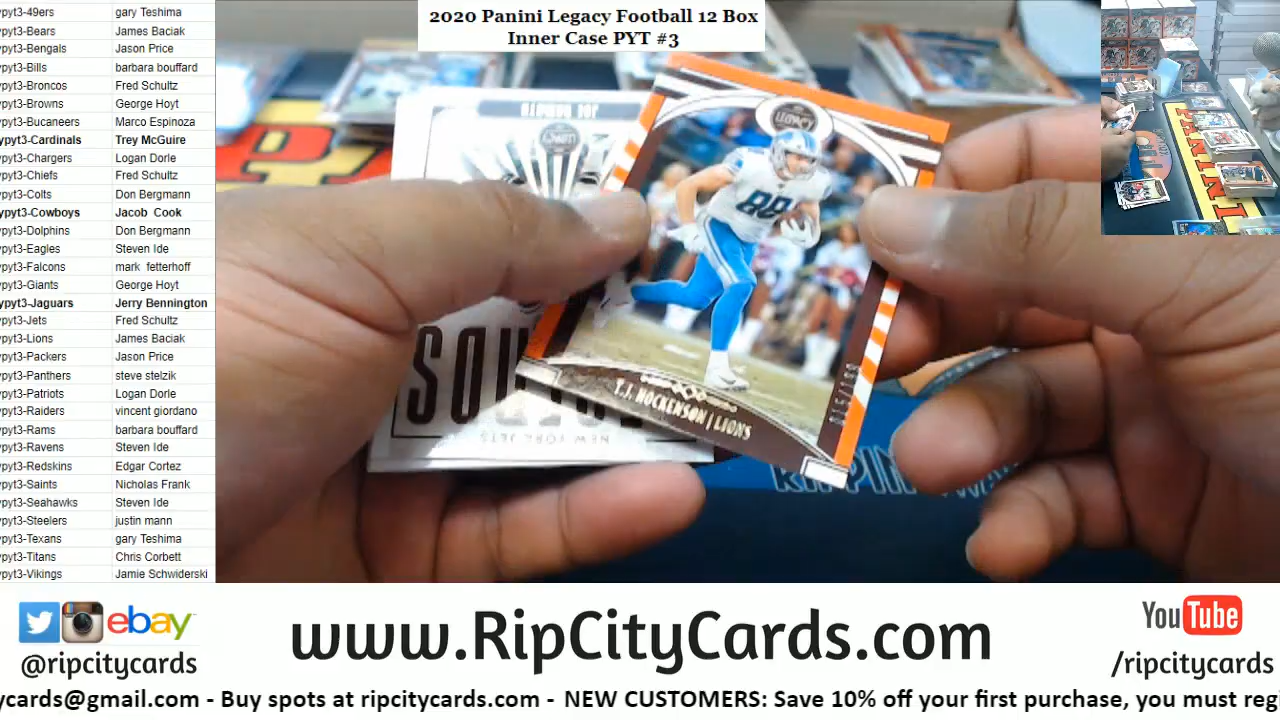 2020 Panini Legacy Football 12 Box
Inner Case PYT #3
pyt3-49ers gary Teshima
pyt3-Bears James Baciak
pyt3-Bengals Jason Price
pyt3-Bills barbara bouffard
pyt3-Broncos Fred Schultz
pyt3-Browns George Hoyt
pyt3-Bucaneers Marco Espinoza
pyt3-Cardinals Trey McGuire
pyt3-Chargers Logan Dorle
pyt3-Chiefs Fred Schultz
pyt3-Colts Don Bergmann
pyt3-Cowboys Jacob Cook
pyt3-Dolphins Don Bergmann
pyt3-Eagles Steven Ide
pyt3-Falcons mark fetterhoff
pyt3-Giants George Hoyt
pyt3-Jaguars Jerry Bennington
pyt3-Jets Fred Schultz
pyt3-Lions James Baciak
pyt3-Packers Jason Price
pyt3-Panthers steve stelzik
pyt3-Patriots Logan Dorle
pyt3-Raiders vincent giordano
pyt3-Rams barbara bouffard
pyt3-Ravens Steven Ide
pyt3-Redskins Edgar Cortez
pyt3-Saints Nicholas Frank
pyt3-Seahawks Steven Ide
pyt3-Steelers justin mann
pyt3-Texans gary Teshima
pyt3-Titans Chris Corbett
pyt3-Vikings Jamie Schwiderski
LEGACY
88
T.J. HOCKENSON | LIONS
NEW YORK JETS
PANINI
ebay
@ripcitycards
www.RipCityCards.com
YouTube
/ripcitycards
ycards@gmail.com - Buy spots at ripcitycards.com - NEW CUSTOMERS: Save 10% off your first purchase, you must regi